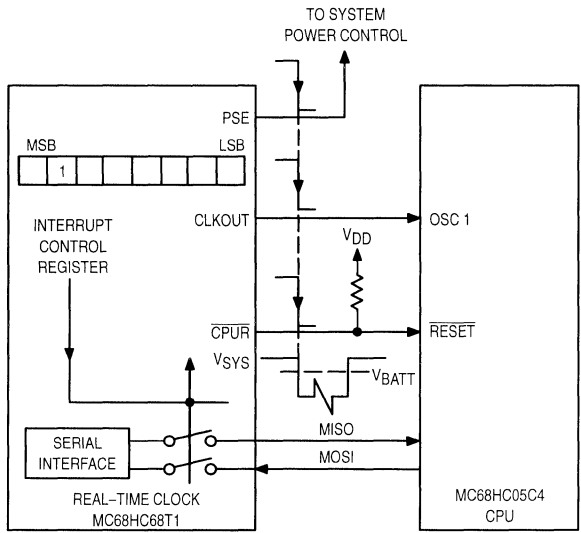 TO SYSTEM
POWER CONTROL
PSE
MSB
LSB
1
INTERRUPT
CONTROL
REGISTER
CLKOUT
OSC 1
VDD
CPUR
RESET
VSYS
VBATT
SERIAL
INTERFACE
MISO
MOSI
REAL–TIME CLOCK
MC68HC68T1
MC68HC05C4
CPU